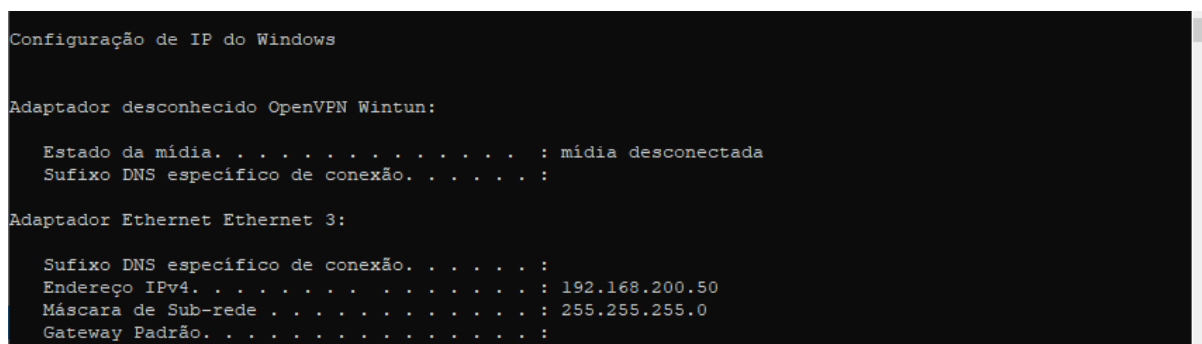 Configuração de IP do Windows
Adaptador desconhecido OpenVPN Wintun:
Estado da mídia. . . . . . . . . . . . . . : mídia desconectada
Sufixo DNS específico de conexão. . . . . . :
Adaptador Ethernet Ethernet 3:
Sufixo DNS específico de conexão. . . . . . :
Endereço IPv4. . . . . . . . . . . . . . . : 192.168.200.50
Máscara de Sub-rede . . . . . . . . . . . . : 255.255.255.0
Gateway Padrão. . . . . . . . . . . . . . . :